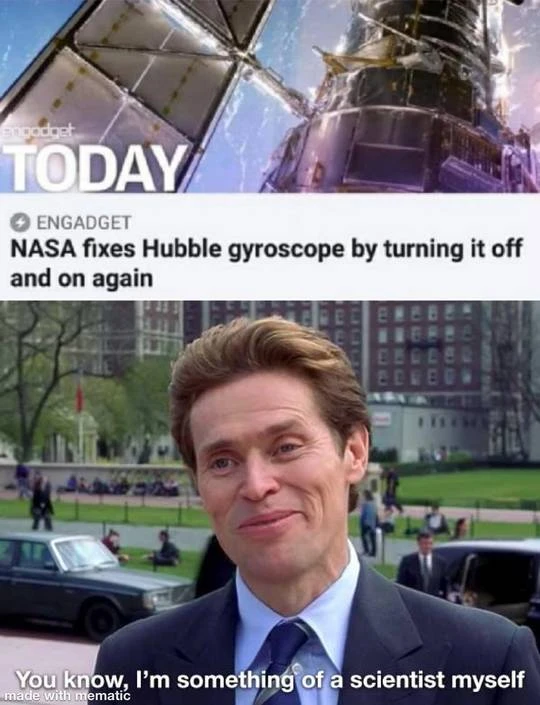 engadget
TODAY
ENGADGET
NASA fixes Hubble gyroscope by turning it off
and on again
You know, I'm something of a scientist myself
made with mematic